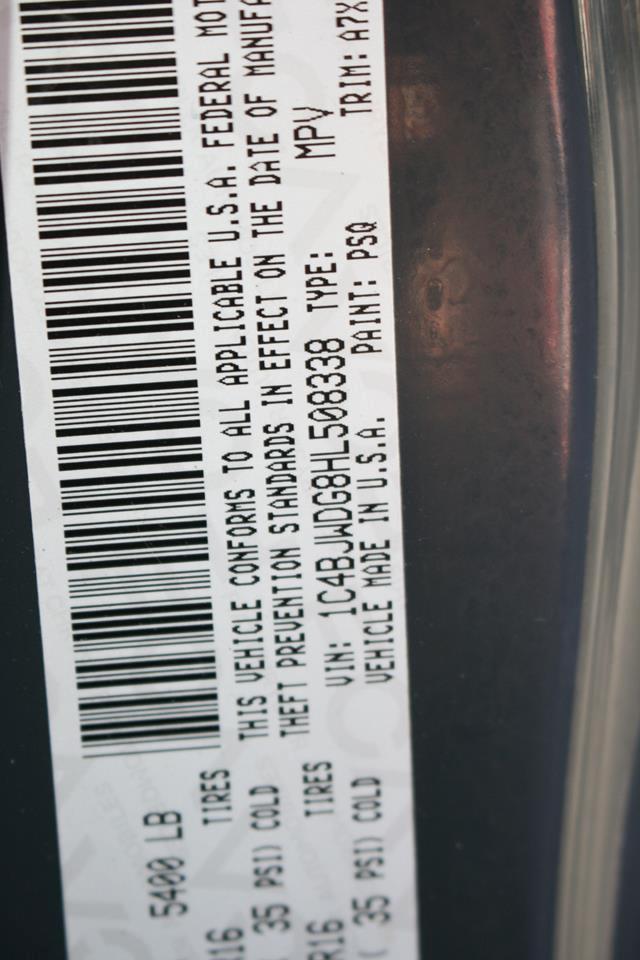 5400 LB
R16 TIRES
( 35 PSI) COLD
R16 TIRES
( 35 PSI) COLD
THIS VEHICLE CONFORMS TO ALL APPLICABLE U.S.A. FEDERAL MOT
THEFT PREVENTION STANDARDS IN EFFECT ON THE DATE OF MANUFA
VIN: 1C4BJWDG8HL508338 TYPE: MPV
VEHICLE MADE IN U.S.A. PAINT: PSQ TRIM: A7X